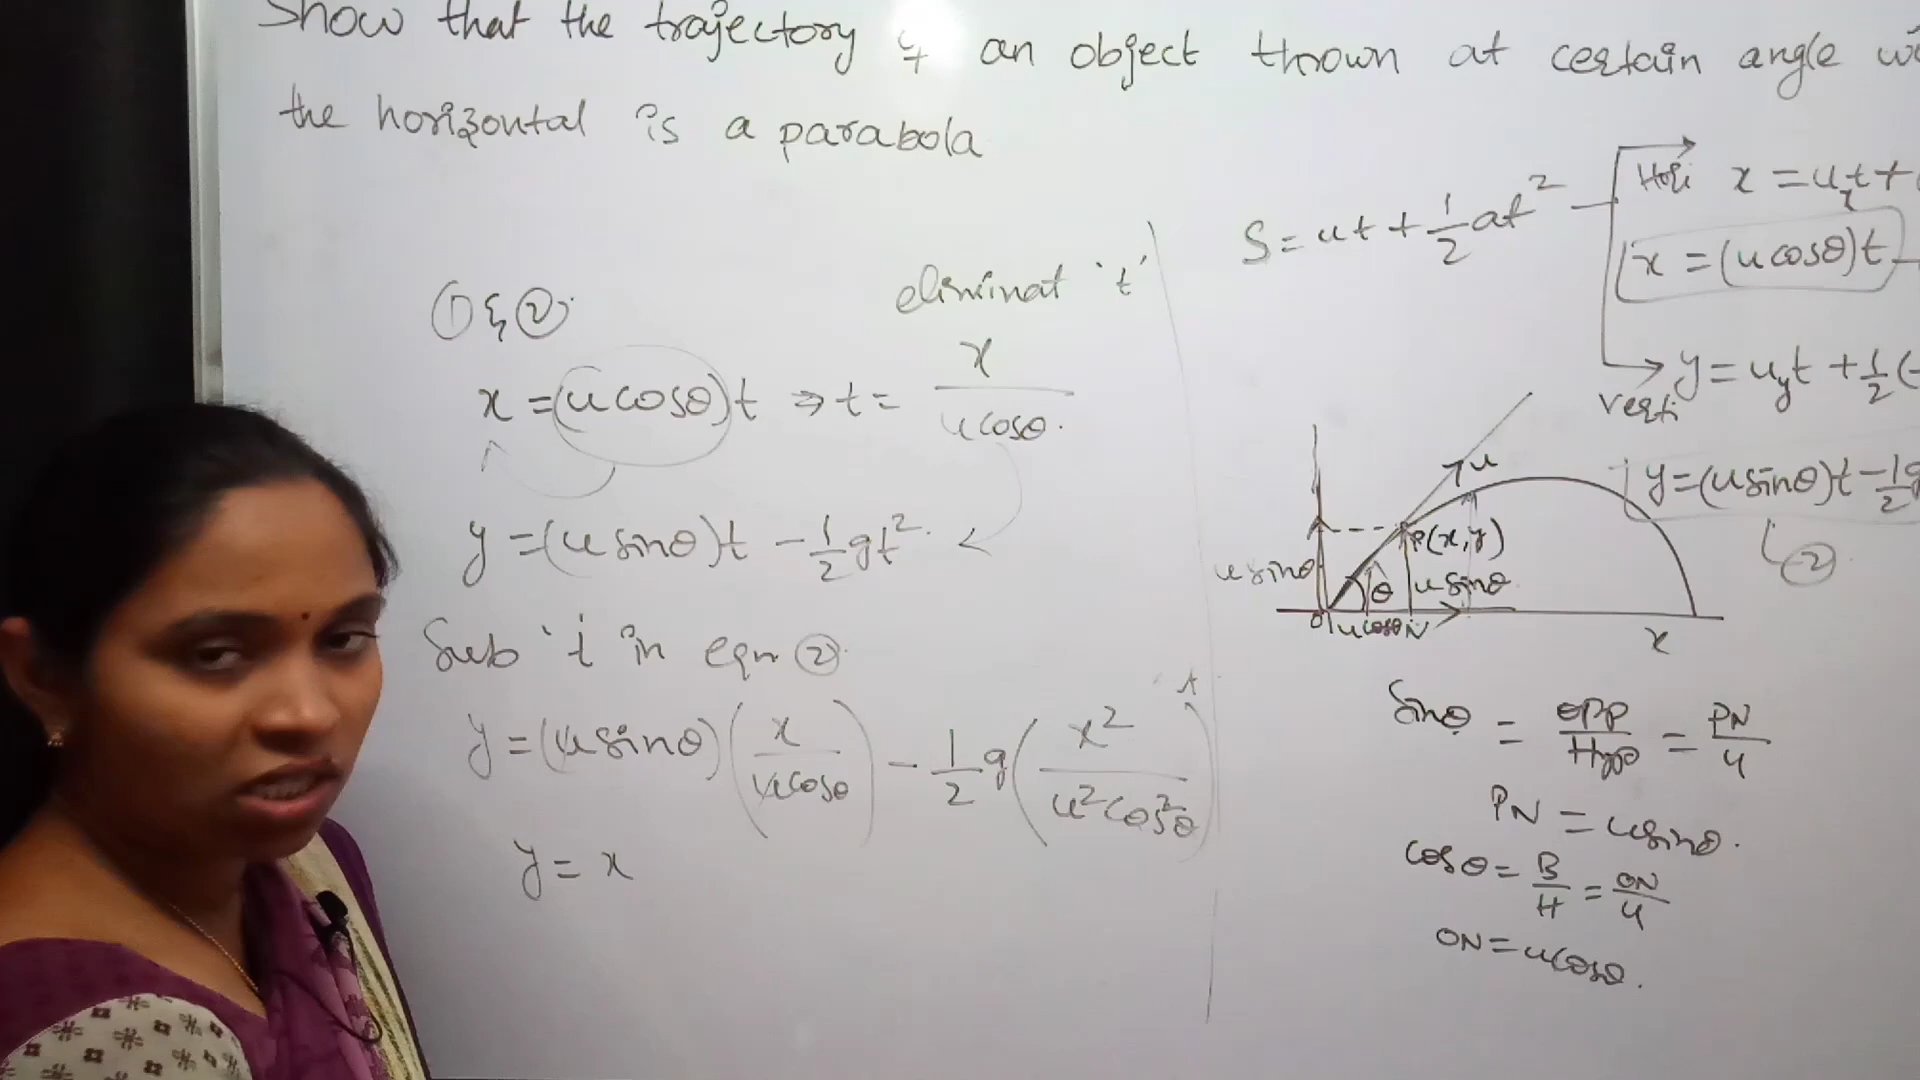 Show that the trajectory of an object thrown at certain angle
the horizontal is a parabola
S = ut + 1/2 at²
Hori x = uₓt +
x = (u cosθ)t
Verti y = u_y t + 1/2 (-
y = (u sinθ)t - 1/2 g
②
eliminat 't'
① & ②
x = (u cosθ)t ⇒ t = x / u cosθ.
y = (u sinθ)t - 1/2 gt².
Sub 't in eqn ②
y = (u sinθ) (x / u cosθ) - 1/2 g (x² / u² cos²θ)
y = x
u
P(x,y)
u sinθ
θ
u sinθ
O
u cosθ
N
x
Sinθ = OPP / Hyp = PN / u
PN = u sinθ.
cosθ = B / H = ON / u
ON = u cosθ.